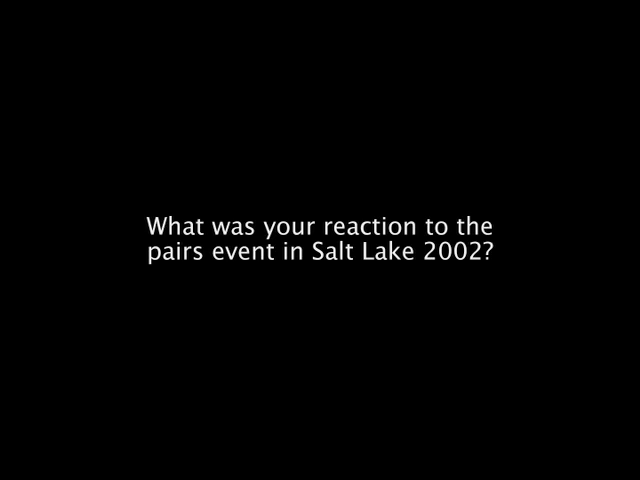 What was your reaction to the
pairs event in Salt Lake 2002?